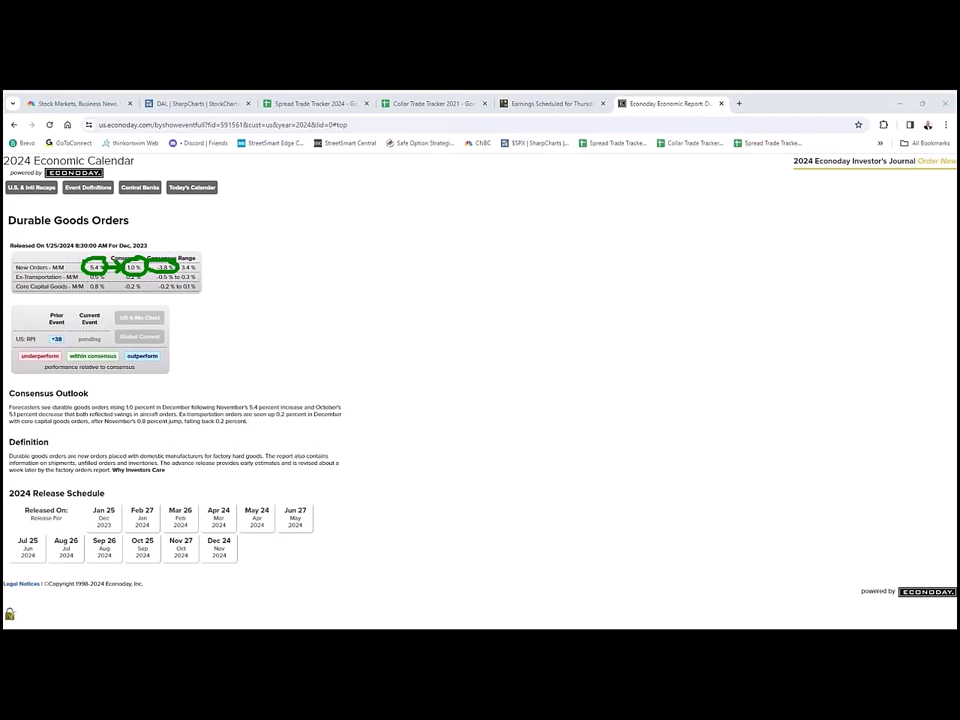 Stock Markets, Business News
DAL | SharpCharts | StockChart
Spread Trade Tracker 2024 - Go
Collar Trade Tracker 2021 - Goo
Earnings Scheduled for Thursd
Econoday Economic Report: Du
us.econoday.com/byshoweventfull?fid=591561&cust=us&year=2024&lid=0#top
Brevo
GoToConnect
thinkorswim Web
• Discord | Friends
StreetSmart Edge C...
StreetSmart Central
Safe Option Strategi...
CNBC
$SPX | SharpCharts |...
Spread Trade Tracke...
Collar Trade Tracker...
Spread Trade Tracke...
» All Bookmarks
2024 Economic Calendar
powered by ECONODAY.
2024 Econoday Investor's Journal Order Now
U.S. & Intl Recaps Event Definitions Central Banks Today's Calendar
Durable Goods Orders
Released On 1/25/2024 8:30:00 AM For Dec, 2023
Range
New Orders - M/M 5.4 1.0 % -3.8 % 3.4 %
Ex-Transportation - M/M 0.5 % 0.2 % -0.5 % to 0.3 %
Core Capital Goods - M/M 0.8 % -0.2 % -0.2 % to 0.1 %
Prior Event Current Event US 6-Mo Chart
US: RPI +38 pending Global Current
underperform within consensus outperform
performance relative to consensus
Consensus Outlook
Forecasters see durable goods orders rising 1.0 percent in December following November's 5.4 percent increase and October's
5.1 percent decrease that both reflected swings in aircraft orders. Ex-transportation orders are seen up 0.2 percent in December
with core capital goods orders, after November's 0.8 percent jump, falling back 0.2 percent.
Definition
Durable goods orders are new orders placed with domestic manufacturers for factory hard goods. The report also contains
information on shipments, unfilled orders and inventories. The advance release provides early estimates and is revised about a
week later by the factory orders report. Why Investors Care
2024 Release Schedule
Released On: Jan 25 Feb 27 Mar 26 Apr 24 May 24 Jun 27
Release For Dec Jan Feb Mar Apr May
2023 2024 2024 2024 2024 2024
Jul 25 Aug 26 Sep 26 Oct 25 Nov 27 Dec 24
Jun Jul Aug Sep Oct Nov
2024 2024 2024 2024 2024 2024
Legal Notices | ©Copyright 1998-2024 Econoday, Inc.
powered by ECONODAY.